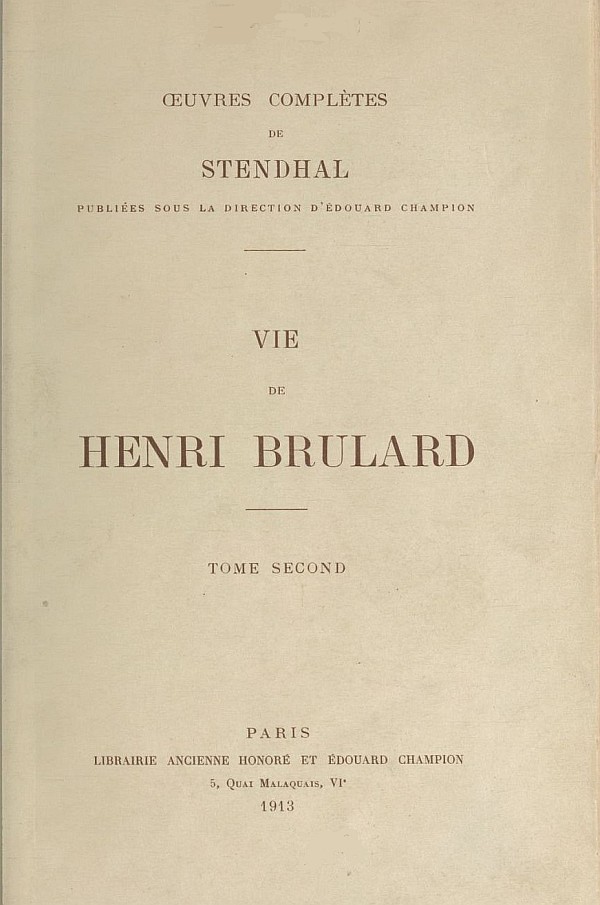 ŒUVRES COMPLÈTES
DE
STENDHAL
PUBLIÉES SOUS LA DIRECTION D'ÉDOUARD CHAMPION
VIE
DE
HENRI BRULARD
TOME SECOND
PARIS
LIBRAIRIE ANCIENNE HONORÉ ET ÉDOUARD CHAMPION
5, QUAI MALAQUAIS, VIᵉ
1913